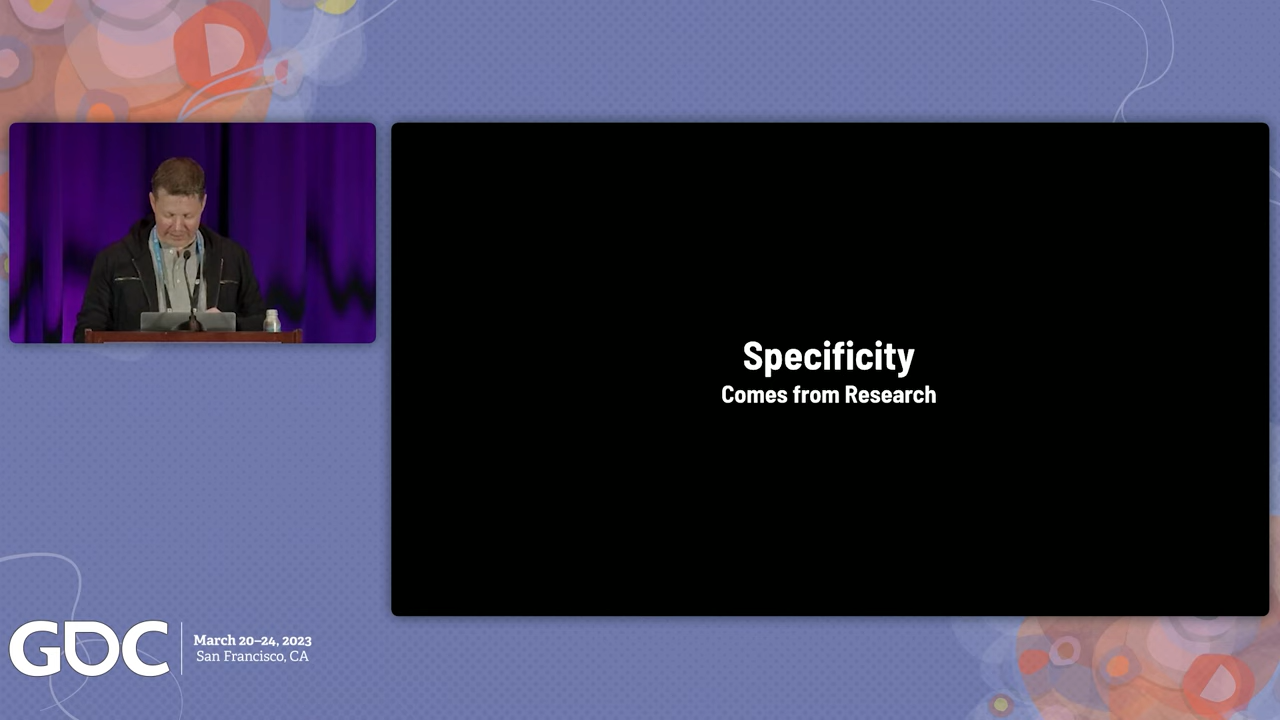 Specificity
Comes from Research
GDC
March 20–24, 2023
San Francisco, CA